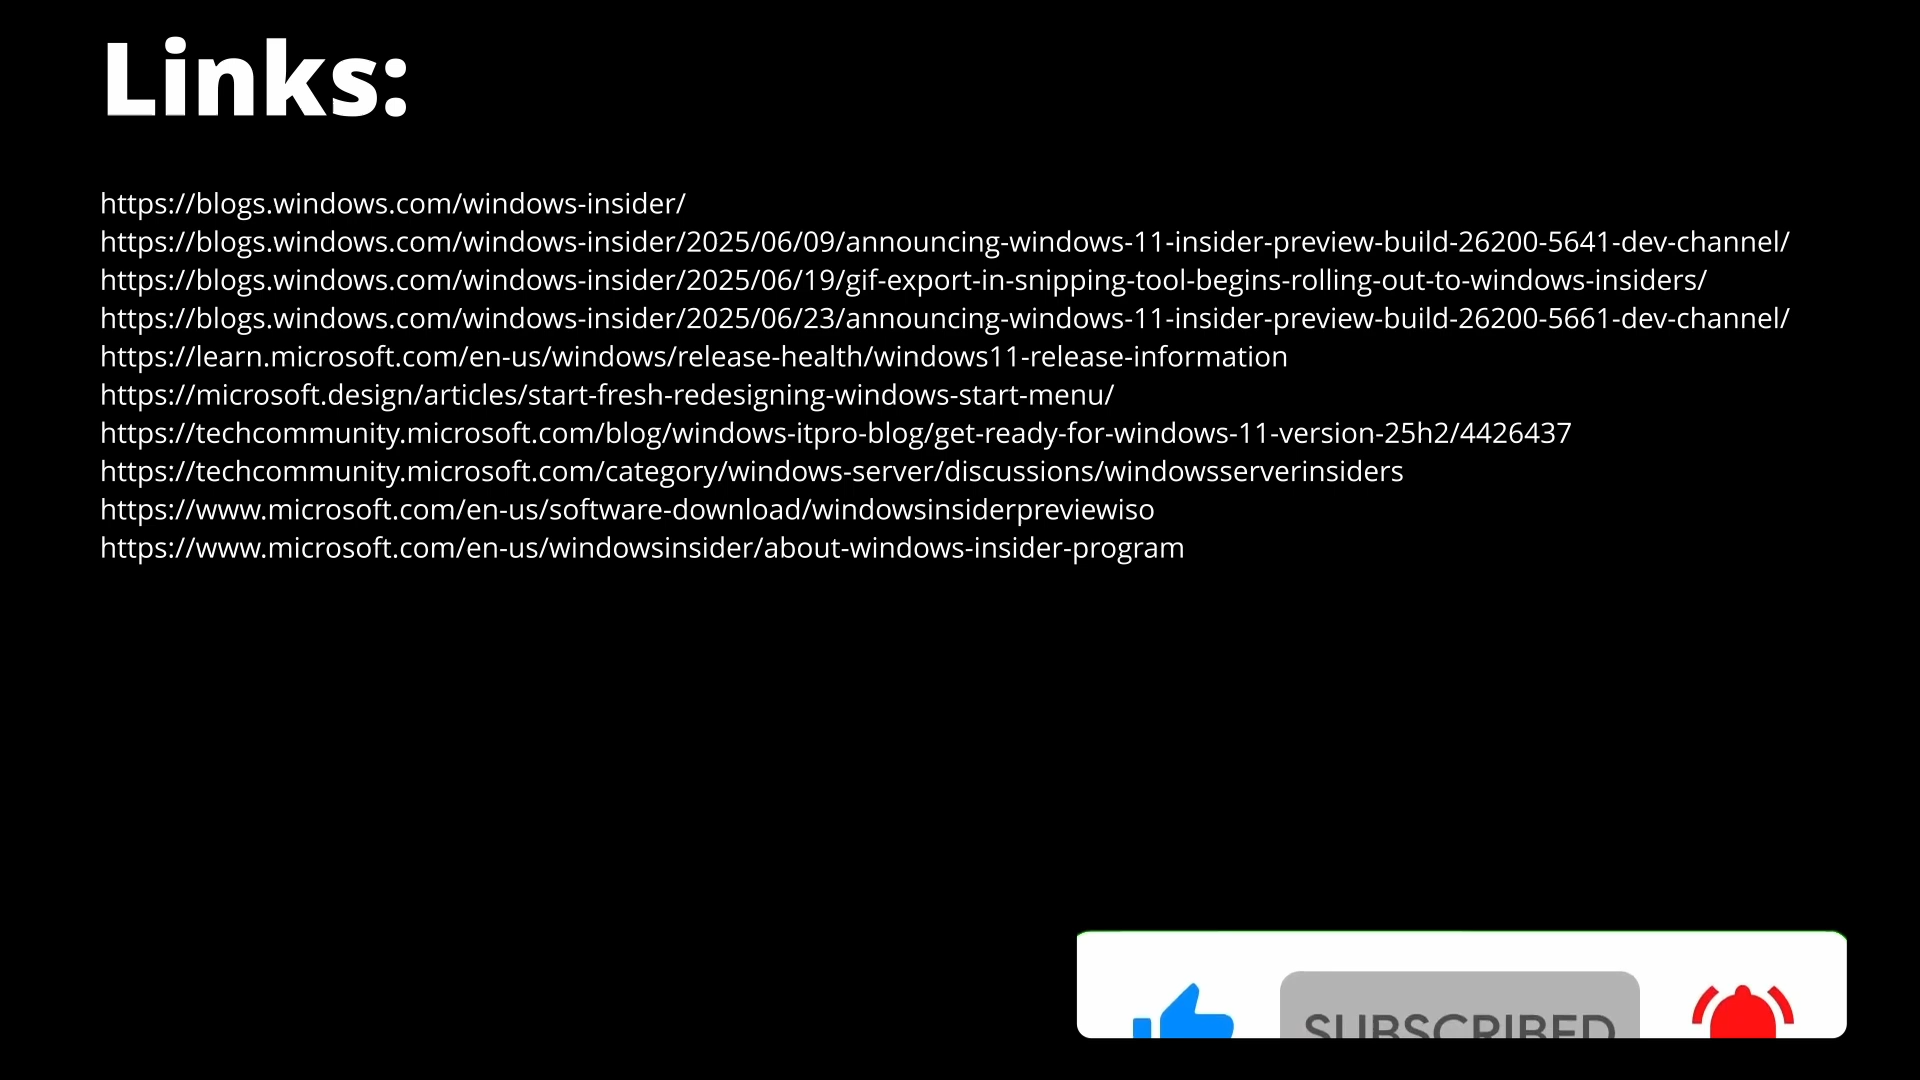 Links:
https://blogs.windows.com/windows-insider/
https://blogs.windows.com/windows-insider/2025/06/09/announcing-windows-11-insider-preview-build-26200-5641-dev-channel/
https://blogs.windows.com/windows-insider/2025/06/19/gif-export-in-snipping-tool-begins-rolling-out-to-windows-insiders/
https://blogs.windows.com/windows-insider/2025/06/23/announcing-windows-11-insider-preview-build-26200-5661-dev-channel/
https://learn.microsoft.com/en-us/windows/release-health/windows11-release-information
https://microsoft.design/articles/start-fresh-redesigning-windows-start-menu/
https://techcommunity.microsoft.com/blog/windows-itpro-blog/get-ready-for-windows-11-version-25h2/4426437
https://techcommunity.microsoft.com/category/windows-server/discussions/windowsserverinsiders
https://www.microsoft.com/en-us/software-download/windowsinsiderpreviewiso
https://www.microsoft.com/en-us/windowsinsider/about-windows-insider-program
SUBSCRIBED